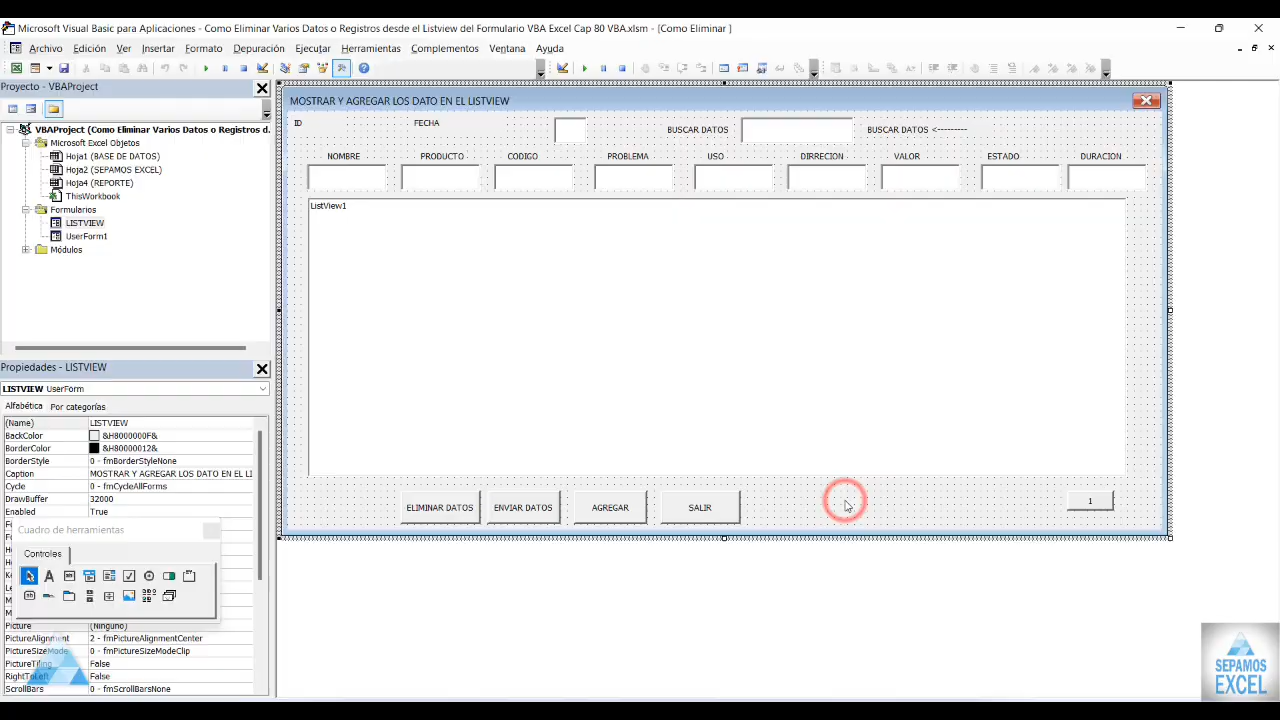 Microsoft Visual Basic para Aplicaciones - Como Eliminar Varios Datos o Registros desde el Listview del Formulario VBA Excel Cap 80 VBA.xlsm - [Como Eliminar ]
Archivo Edición Ver Insertar Formato Depuración Ejecutar Herramientas Complementos Ventana Ayuda
Proyecto - VBAProject
VBAProject (Como Eliminar Varios Datos o Registros d.
Microsoft Excel Objetos
Hoja1 (BASE DE DATOS)
Hoja2 (SEPAMOS EXCEL)
Hoja4 (REPORTE)
ThisWorkbook
Formularios
LISTVIEW
UserForm1
Módulos
Propiedades - LISTVIEW
LISTVIEW UserForm
Alfabética Por categorías
(Name) LISTVIEW
BackColor &H8000000F&
BorderColor &H80000012&
BorderStyle 0 - fmBorderStyleNone
Caption MOSTRAR Y AGREGAR LOS DATO EN EL LI
Cycle 0 - fmCycleAllForms
DrawBuffer 32000
Enabled True
Cuadro de herramientas
Controles
Picture (Ninguno)
PictureAlignment 2 - fmPictureAlignmentCenter
PictureSizeMode 0 - fmPictureSizeModeClip
PictureTiling False
RightToLeft False
ScrollBars 0 - fmScrollBarsNone
MOSTRAR Y AGREGAR LOS DATO EN EL LISTVIEW
ID FECHA BUSCAR DATOS BUSCAR DATOS <---------
NOMBRE PRODUCTO CODIGO PROBLEMA USO DIRRECION VALOR ESTADO DURACION
ListView1
ELIMINAR DATOS ENVIAR DATOS AGREGAR SALIR 1
SEPAMOS
EXCEL